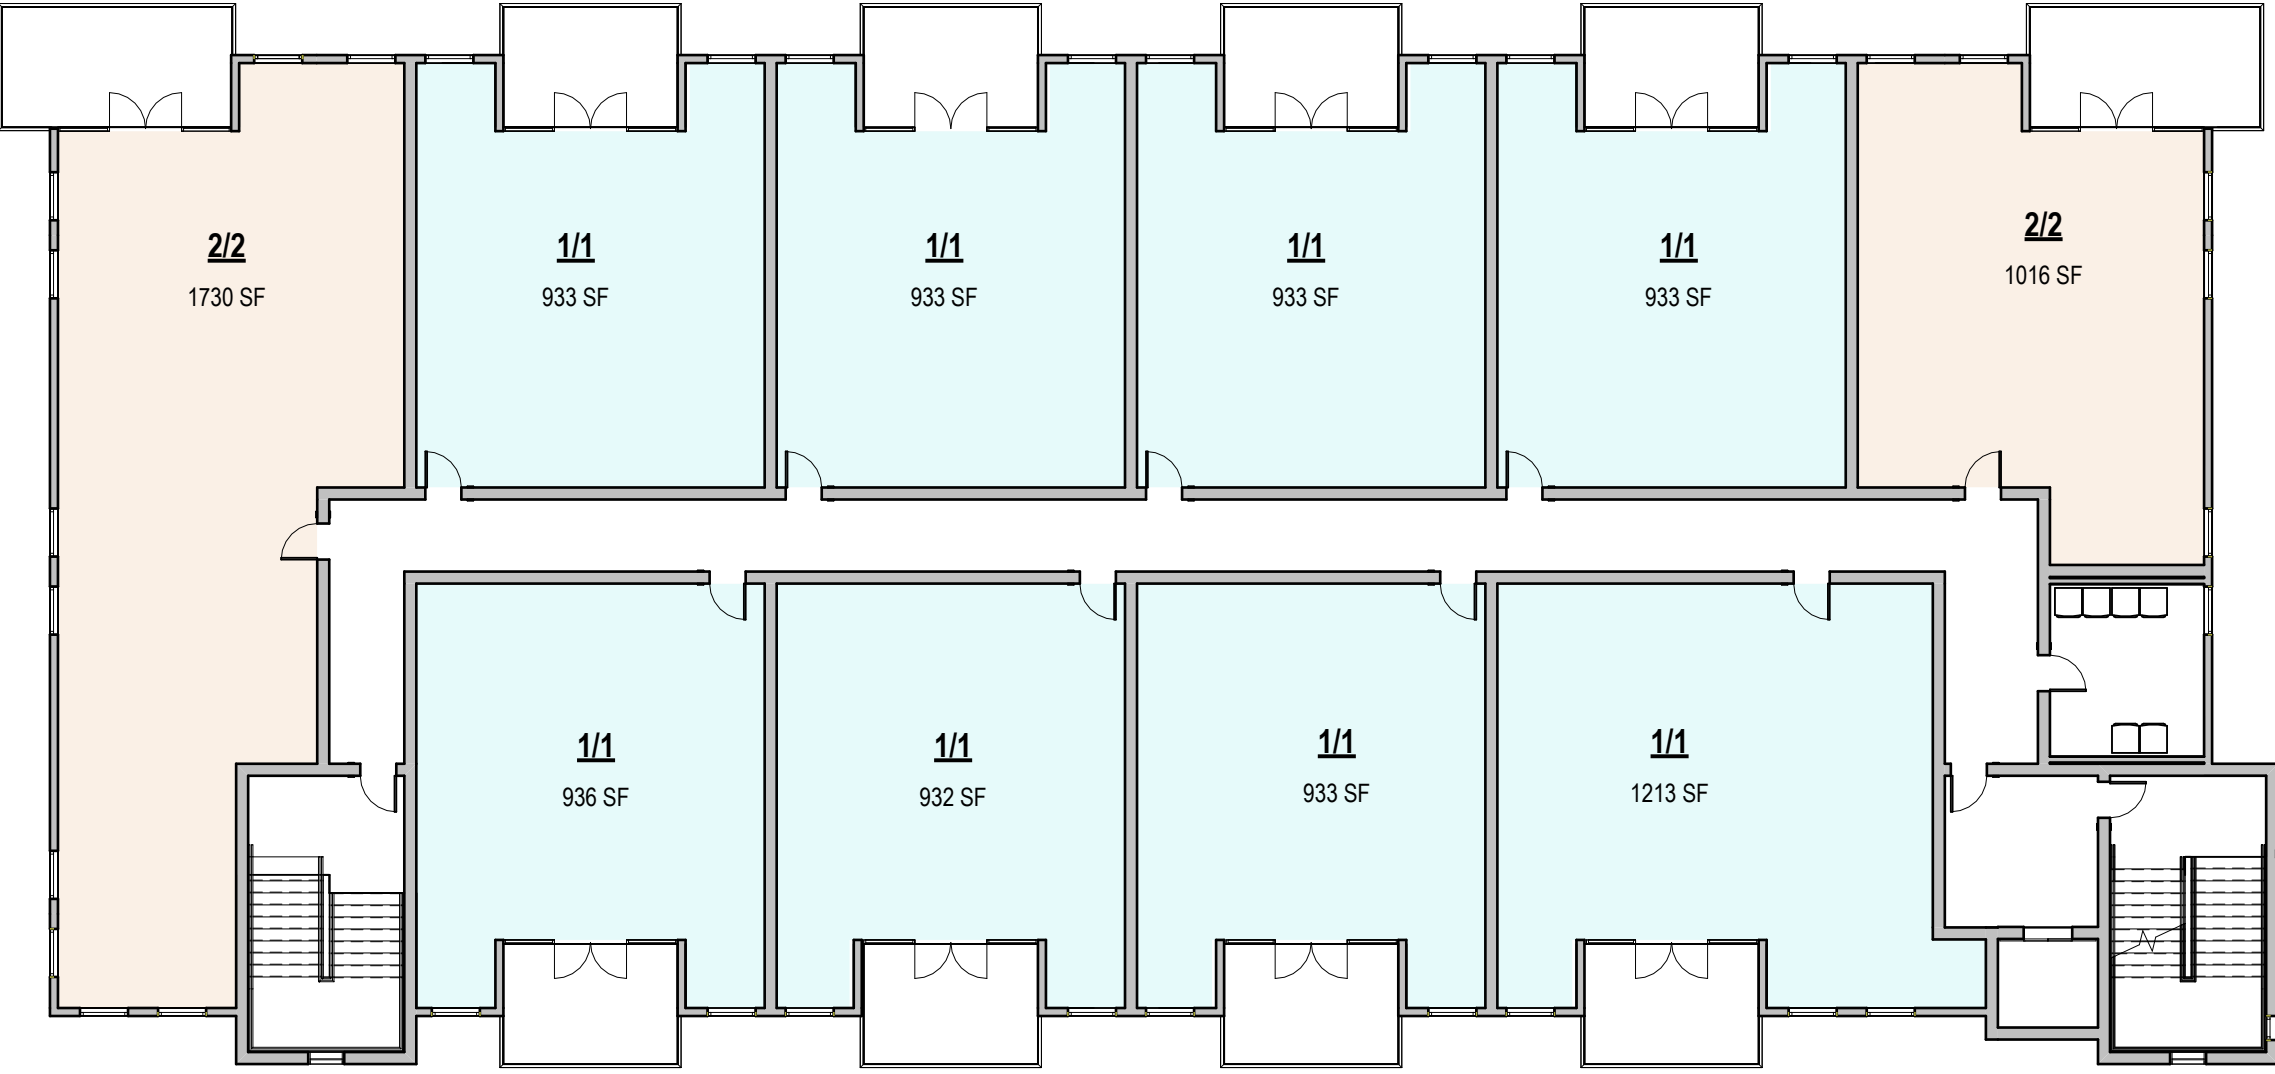 2/2
1730 SF
1/1
933 SF
1/1
933 SF
1/1
933 SF
1/1
933 SF
2/2
1016 SF
1/1
936 SF
1/1
932 SF
1/1
933 SF
1/1
1213 SF